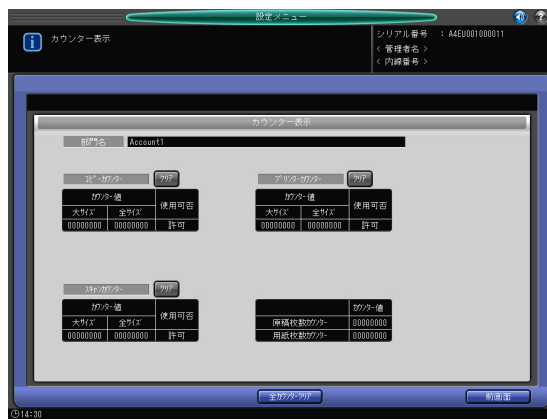 設定メニュー
カウンター表示
シリアル番号 : A4EU001000011
< 管理者名 >
< 内線番号 >
カウンター表示
部門名 Account1
ｺﾋﾟｰｶｳﾝﾀｰ ｸﾘｱ
ｶｳﾝﾀｰ値 使用可否
大ｻｲｽﾞ 全ｻｲｽﾞ
00000000 00000000 許可
ﾌﾟﾘﾝﾀｰｶｳﾝﾀｰ ｸﾘｱ
ｶｳﾝﾀｰ値 使用可否
大ｻｲｽﾞ 全ｻｲｽﾞ
00000000 00000000 許可
ｽｷｬﾝｶｳﾝﾀｰ ｸﾘｱ
ｶｳﾝﾀｰ値 使用可否
大ｻｲｽﾞ 全ｻｲｽﾞ
00000000 00000000 許可
ｶｳﾝﾀｰ値
原稿枚数ｶｳﾝﾀｰ 00000000
用紙枚数ｶｳﾝﾀｰ 00000000
全ｶｳﾝﾀｰｸﾘｱ
前画面
14:30